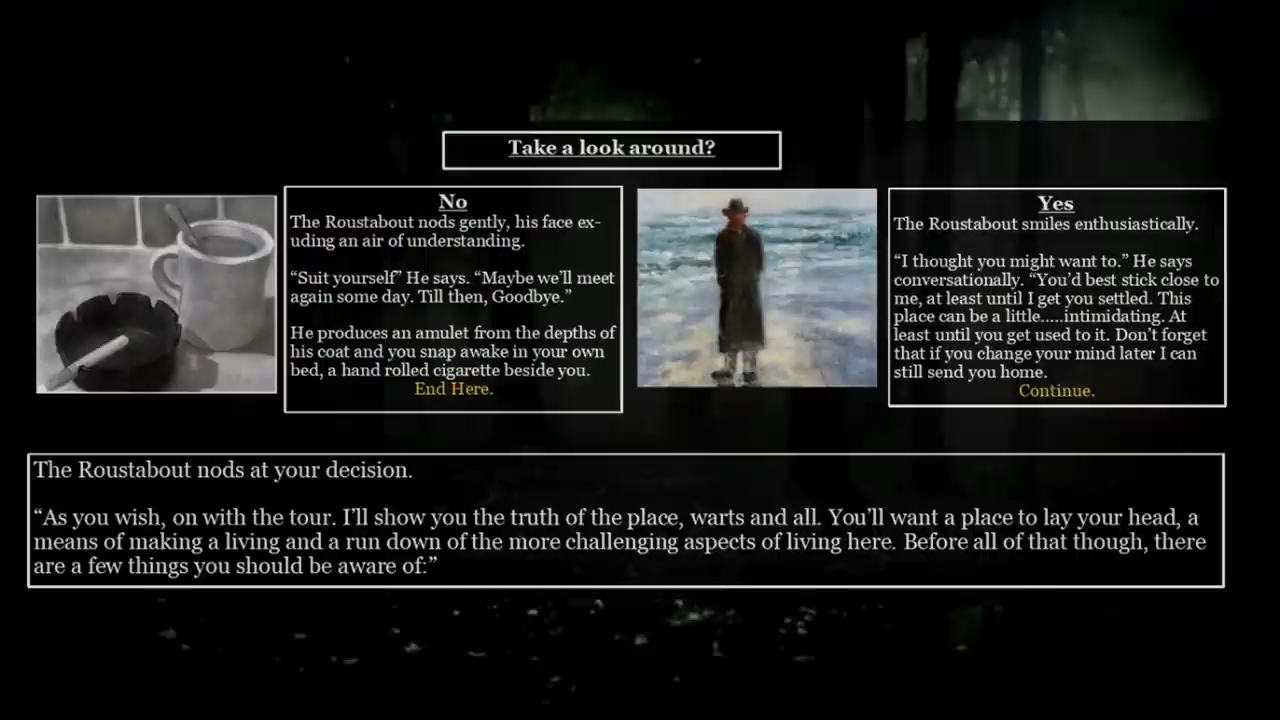 Take a look around?
No
The Roustabout nods gently, his face ex-
uding an air of understanding.
“Suit yourself” He says. “Maybe we’ll meet
again some day. Till then, Goodbye.”
He produces an amulet from the depths of
his coat and you snap awake in your own
bed, a hand rolled cigarette beside you.
End Here.
Yes
The Roustabout smiles enthusiastically.
“I thought you might want to.” He says
conversationally. “You’d best stick close to
me, at least until I get you settled. This
place can be a little.....intimidating. At
least until you get used to it. Don’t forget
that if you change your mind later I can
still send you home.
Continue.
The Roustabout nods at your decision.
“As you wish, on with the tour. I’ll show you the truth of the place, warts and all. You’ll want a place to lay your head, a
means of making a living and a run down of the more challenging aspects of living here. Before all of that though, there
are a few things you should be aware of:”